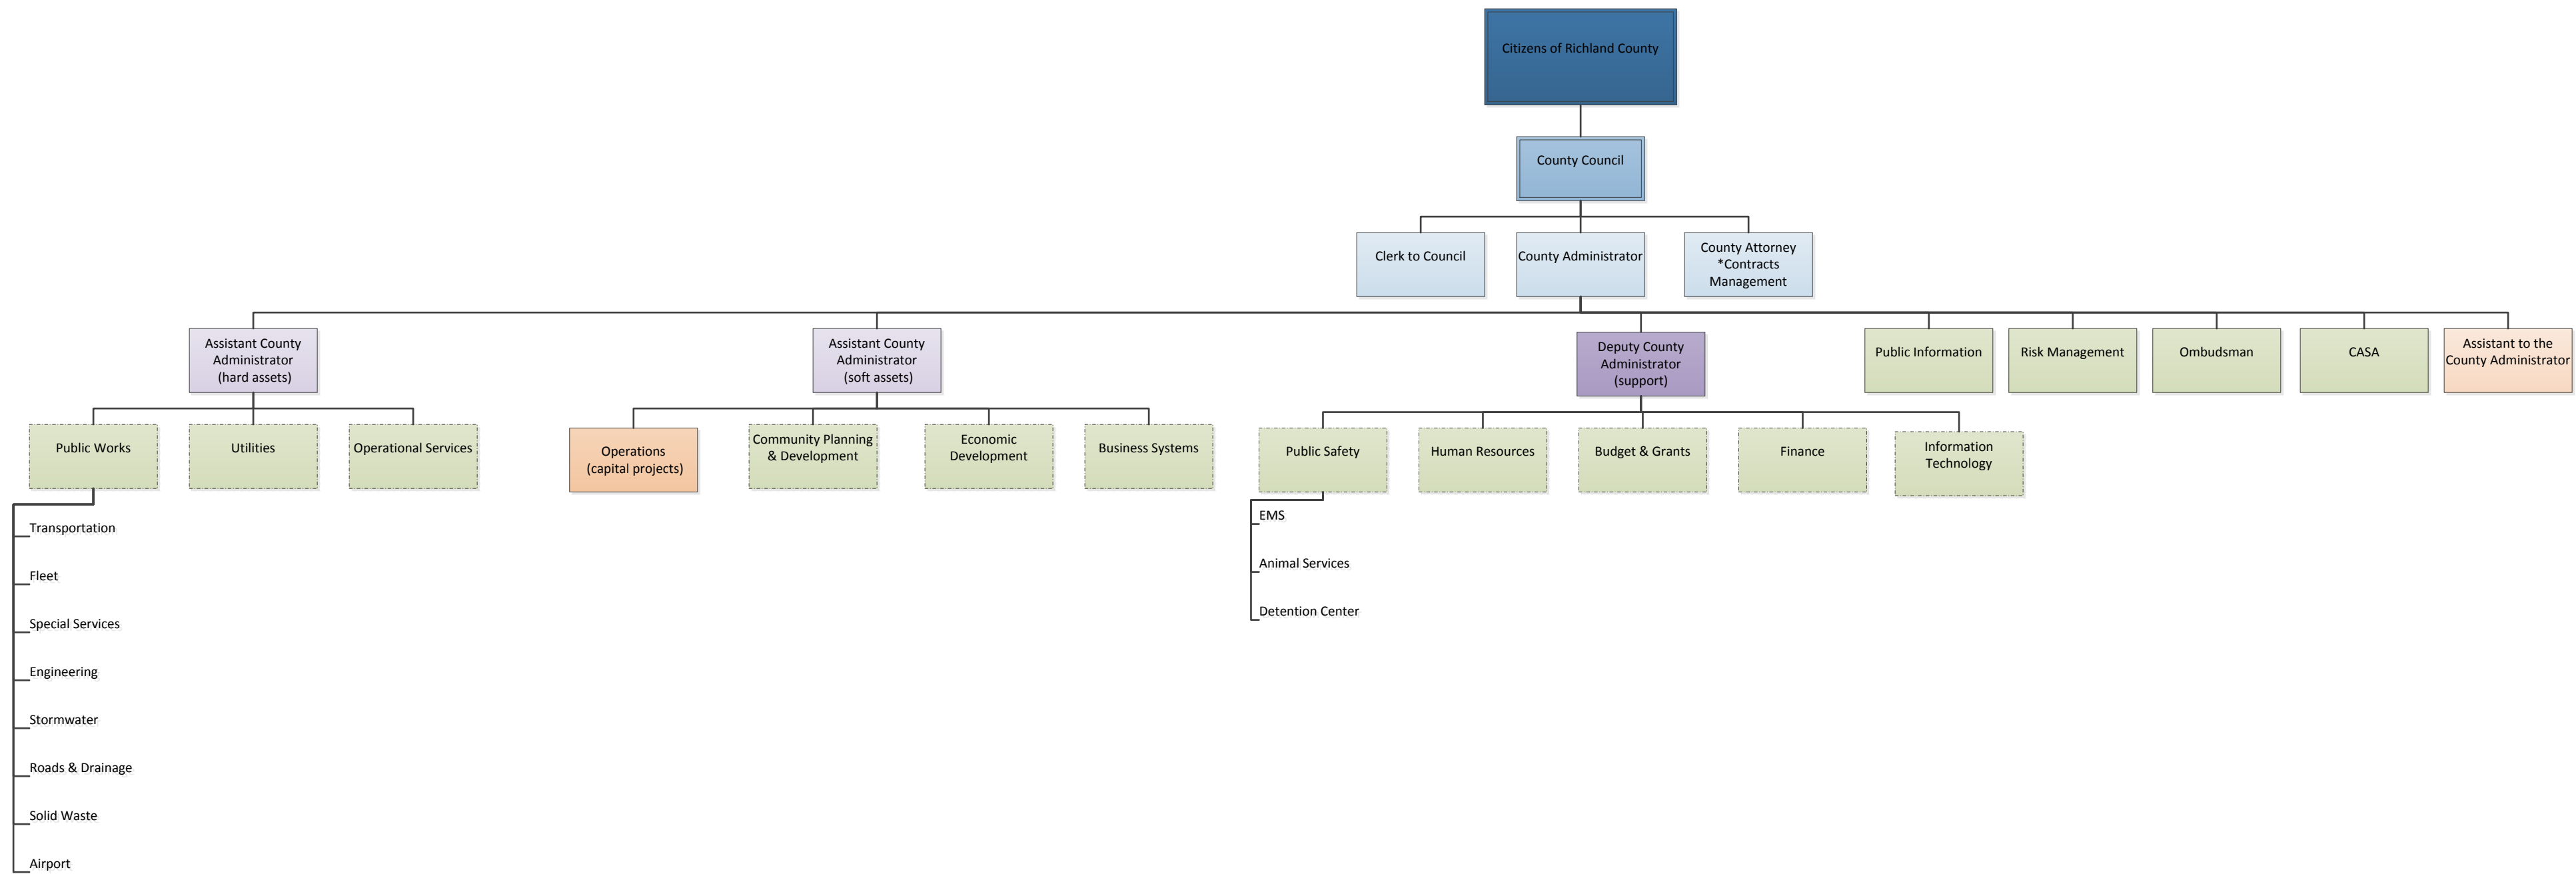 Citizens of Richland County
County Council
Clerk to Council
County Administrator
County Attorney
*Contracts
Management
Assistant County
Administrator
(hard assets)
Assistant County
Administrator
(soft assets)
Deputy County
Administrator
(support)
Public Information
Risk Management
Ombudsman
CASA
Assistant to the
County Administrator
Public Works
Utilities
Operational Services
Operations
(capital projects)
Community Planning
& Development
Economic
Development
Business Systems
Public Safety
Human Resources
Budget & Grants
Finance
Information
Technology
Transportation
Fleet
Special Services
Engineering
Stormwater
Roads & Drainage
Solid Waste
Airport
EMS
Animal Services
Detention Center